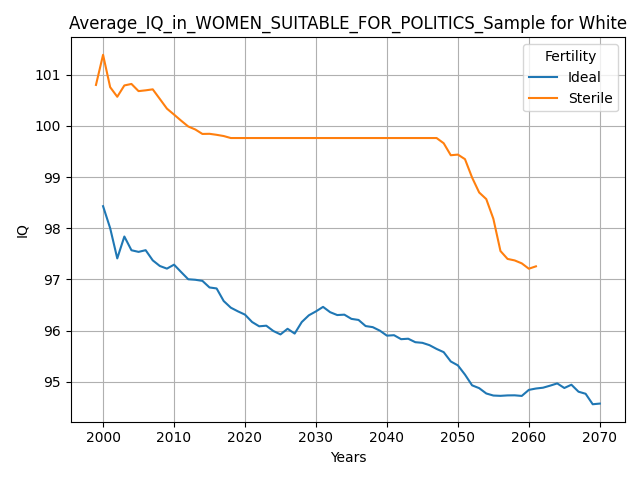 Average_IQ_in_WOMEN_SUITABLE_FOR_POLITICS_Sample for White
Fertility
Ideal
Sterile
IQ
101
100
99
98
97
96
95
2000 2010 2020 2030 2040 2050 2060 2070
Years